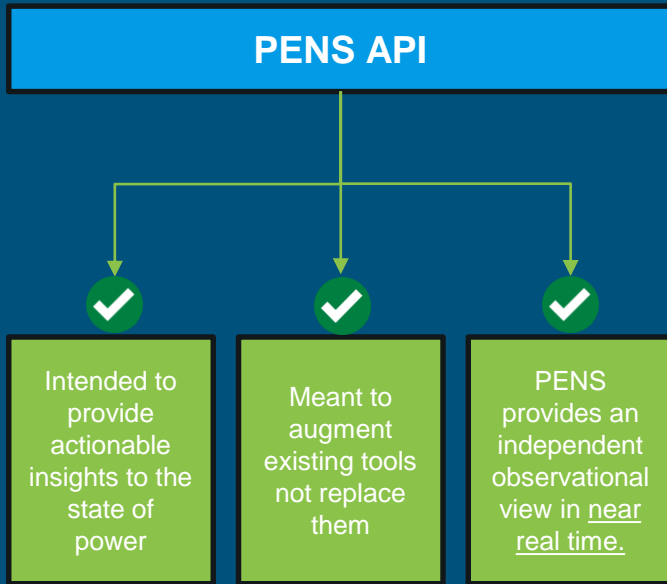 PENS API
Intended to
provide
actionable
insights to the
state of
power
Meant to
augment
existing tools
not replace
them
PENS
provides an
independent
observational
view in near
real time.